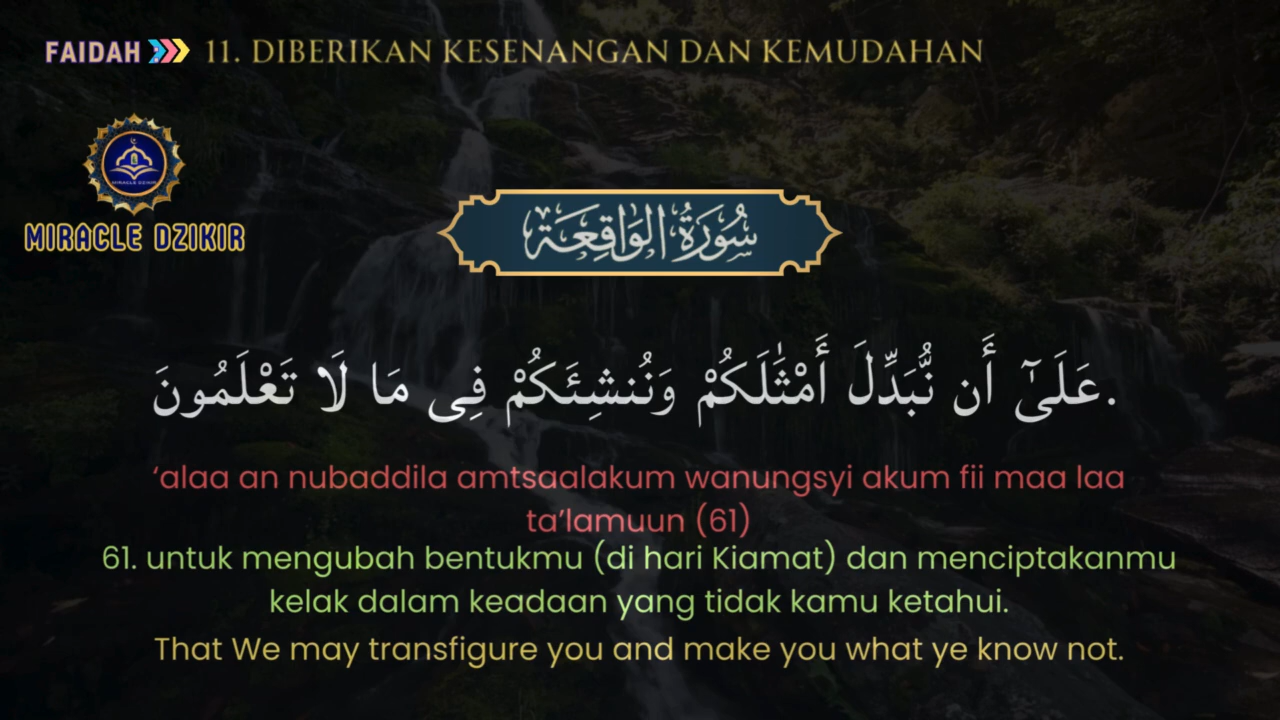 FAIDAH 11. DIBERIKAN KESENANGAN DAN KEMUDAHAN
MIRACLE DZIKIR
MIRACLE DZIKIR
سُورَةُ الوَاقِعَة
عَلَىٰٓ أَن نُّبَدِّلَ أَمْثَٰلَكُمْ وَنُنشِئَكُمْ فِى مَا لَا تَعْلَمُونَ.
‘alaa an nubaddila amtsaalakum wanungsyi akum fii maa laa
ta’lamuun (61)
61. untuk mengubah bentukmu (di hari Kiamat) dan menciptakanmu
kelak dalam keadaan yang tidak kamu ketahui.
That We may transfigure you and make you what ye know not.